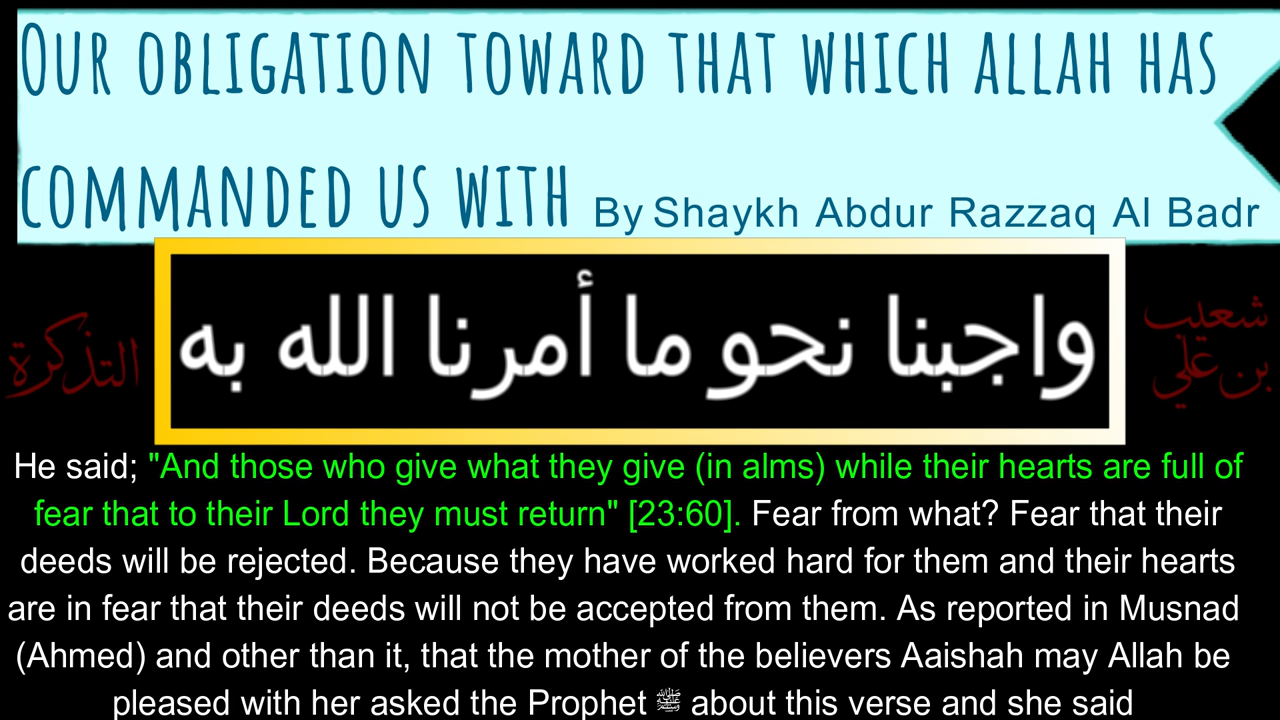 Our obligation toward that which Allah has
commanded us with By Shaykh Abdur Razzaq Al Badr
واجبنا نحو ما أمرنا الله به
شعيب
بن علي
التذكرة
He said; "And those who give what they give (in alms) while their hearts are full of
fear that to their Lord they must return" [23:60]. Fear from what? Fear that their
deeds will be rejected. Because they have worked hard for them and their hearts
are in fear that their deeds will not be accepted from them. As reported in Musnad
(Ahmed) and other than it, that the mother of the believers Aaishah may Allah be
pleased with her asked the Prophet ﷺ about this verse and she said